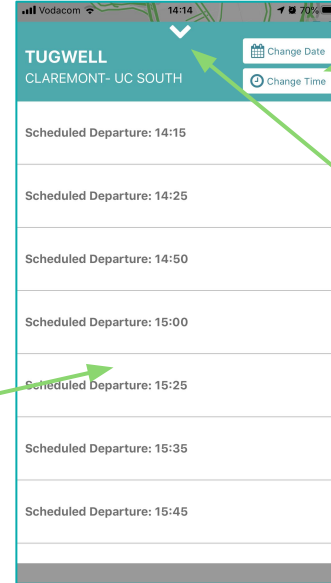 Vodacom 14:14 70%
TUGWELL
CLAREMONT- UC SOUTH
Change Date
Change Time
Scheduled Departure: 14:15
Scheduled Departure: 14:25
Scheduled Departure: 14:50
Scheduled Departure: 15:00
Scheduled Departure: 15:25
Scheduled Departure: 15:35
Scheduled Departure: 15:45